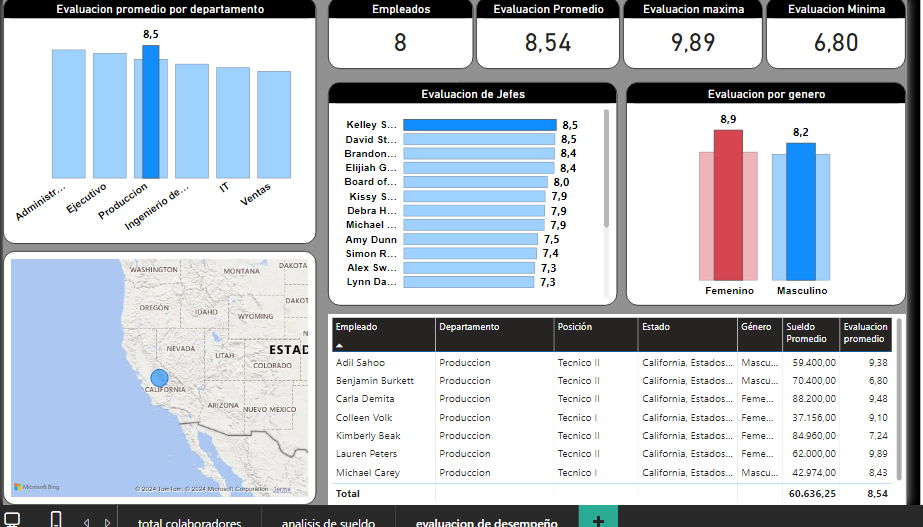 Evaluacion promedio por departamento
8,5
Administr...
Ejecutivo
Produccion
Ingenierio de...
IT
Ventas
Empleados
8
Evaluacion Promedio
8,54
Evaluacion maxima
9,89
Evaluacion Minima
6,80
Evaluacion de Jefes
Kelley S... 8,5
David St... 8,5
Brandon... 8,4
Elijiah G... 8,4
Board of... 8,0
Kissy S... 7,9
Debra H... 7,9
Michael ... 7,9
Amy Dunn 7,5
Simon R... 7,4
Alex Sw... 7,3
Lynn Da... 7,3
Evaluacion por genero
8,9
8,2
Femenino Masculino
WASHINGTON
MONTANA
DAKOTA
OREGÓN
IDAHO
DAKOT
WYOMING
NEVADA
UTAH
ESTAD
COLORADO
CALIFORNIA
ARIZONA
NUEVO MEXICO
Microsoft Bing
© 2024 TomTom, © 2024 Microsoft Corporation Terms
Empleado Departamento Posición Estado Género Sueldo Promedio Evaluacion promedio
Adil Sahoo Produccion Tecnico II California, Estados... Mascu... 59.400,00 9,38
Benjamin Burkett Produccion Tecnico II California, Estados... Mascu... 70.400,00 6,80
Carla Demita Produccion Tecnico II California, Estados... Feme... 88.200,00 9,48
Colleen Volk Produccion Tecnico I California, Estados... Feme... 37.156,00 9,10
Kimberly Beak Produccion Tecnico II California, Estados... Feme... 84.960,00 7,24
Lauren Peters Produccion Tecnico II California, Estados... Feme... 62.000,00 9,89
Michael Carey Produccion Tecnico I California, Estados... Mascu... 42.974,00 8,43
Total 60.636,25 8,54
total colaboradores
analisis de sueldo
evaluacion de desempeño
+